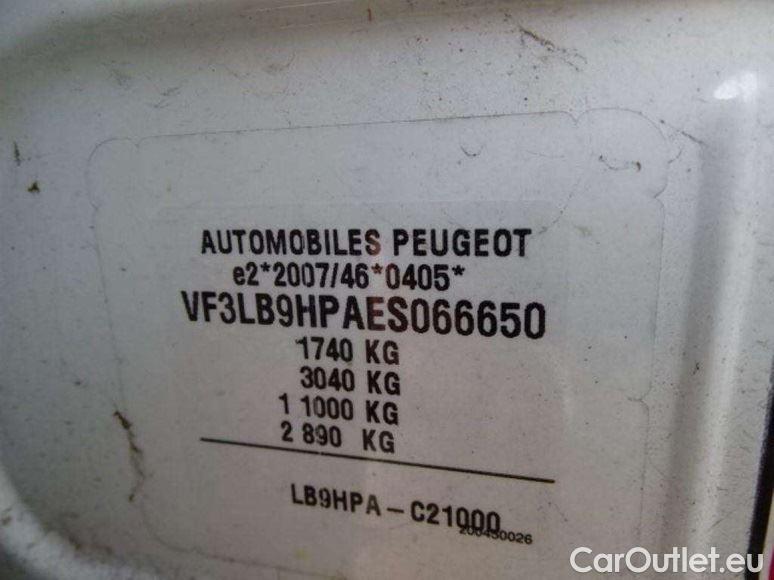 AUTOMOBILES PEUGEOT
e2*2007/46*0405*
VF3LB9HPAES066650
1740 KG
3040 KG
1 1000 KG
2 890 KG
LB9HPA - C21000
200430026
CarOutlet.eu